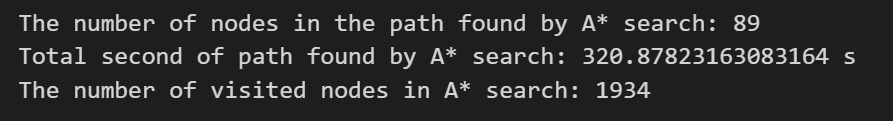 The number of nodes in the path found by A* search: 89
Total second of path found by A* search: 320.87823163083164 s
The number of visited nodes in A* search: 1934